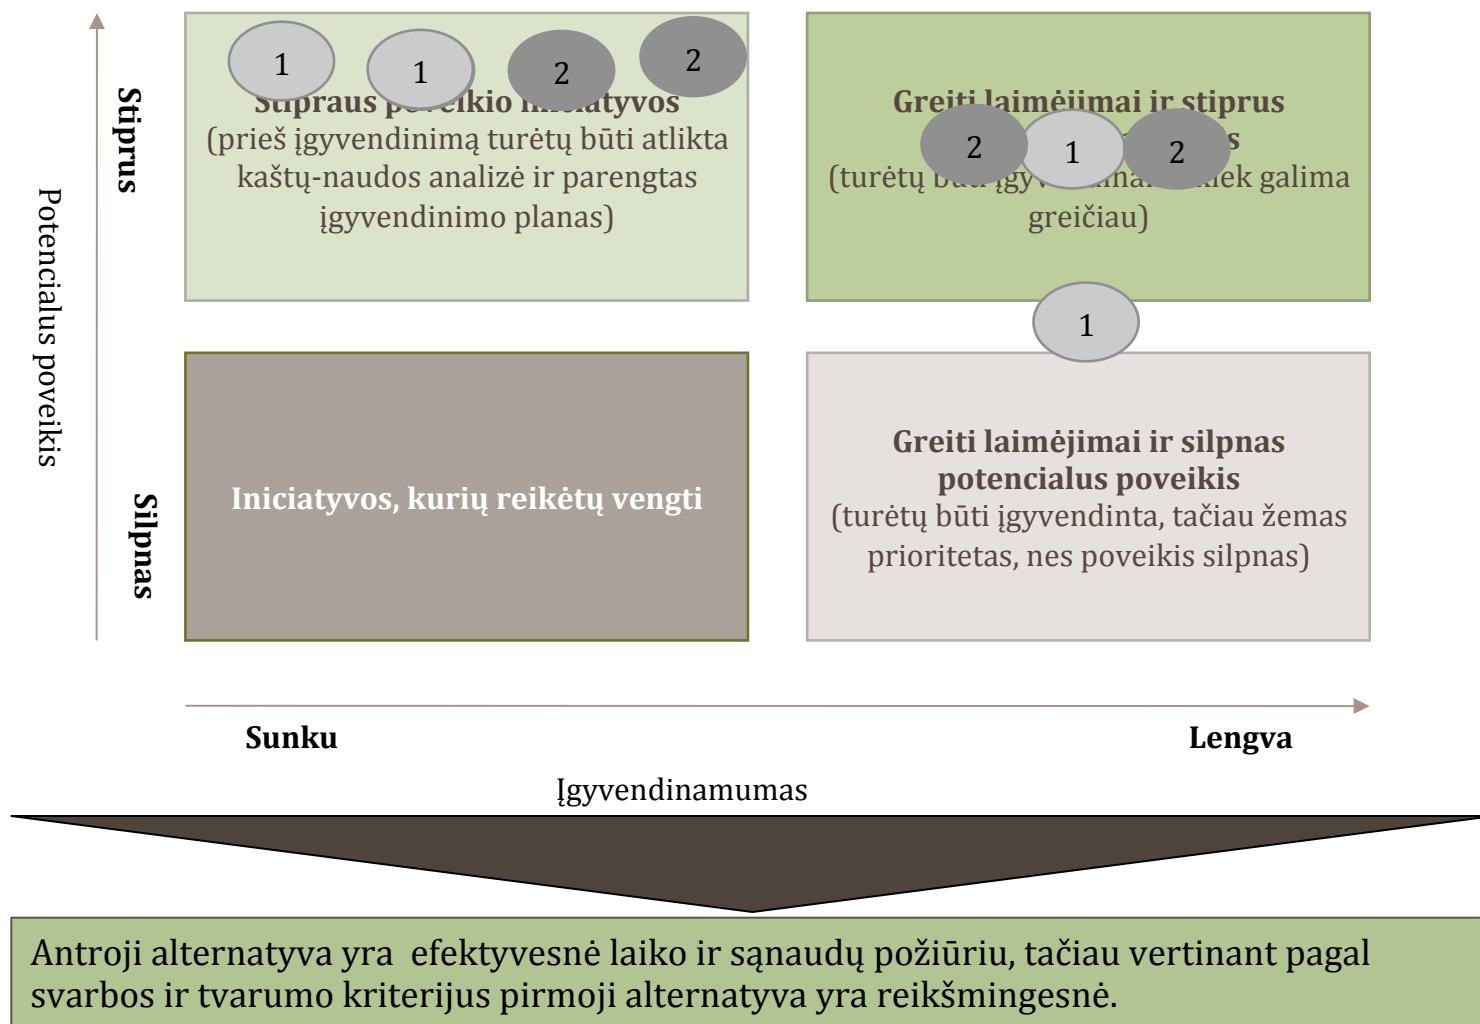 1
1
2
2
Stipraus poveikio iniciatyvos
(prieš įgyvendinimą turėtų būti atlikta
kaštų-naudos analizė ir parengtas
įgyvendinimo planas)
Greiti laimėjimai ir stiprus
2
1
2
(turėtų būti galima
greičiau)
1
Iniciatyvos, kurių reikėtų vengti
Greiti laimėjimai ir silpnas
potencialus poveikis
(turėtų būti įgyvendinta, tačiau žemas
prioritetas, nes poveikis silpnas)
Stiprus
Potencialus poveikis
Silpnas
Sunku
Lengva
Įgyvendinamumas
Antroji alternatyva yra  efektyvesnė laiko ir sąnaudų požiūriu, tačiau vertinant pagal
svarbos ir tvarumo kriterijus pirmoji alternatyva yra reikšmingesnė.